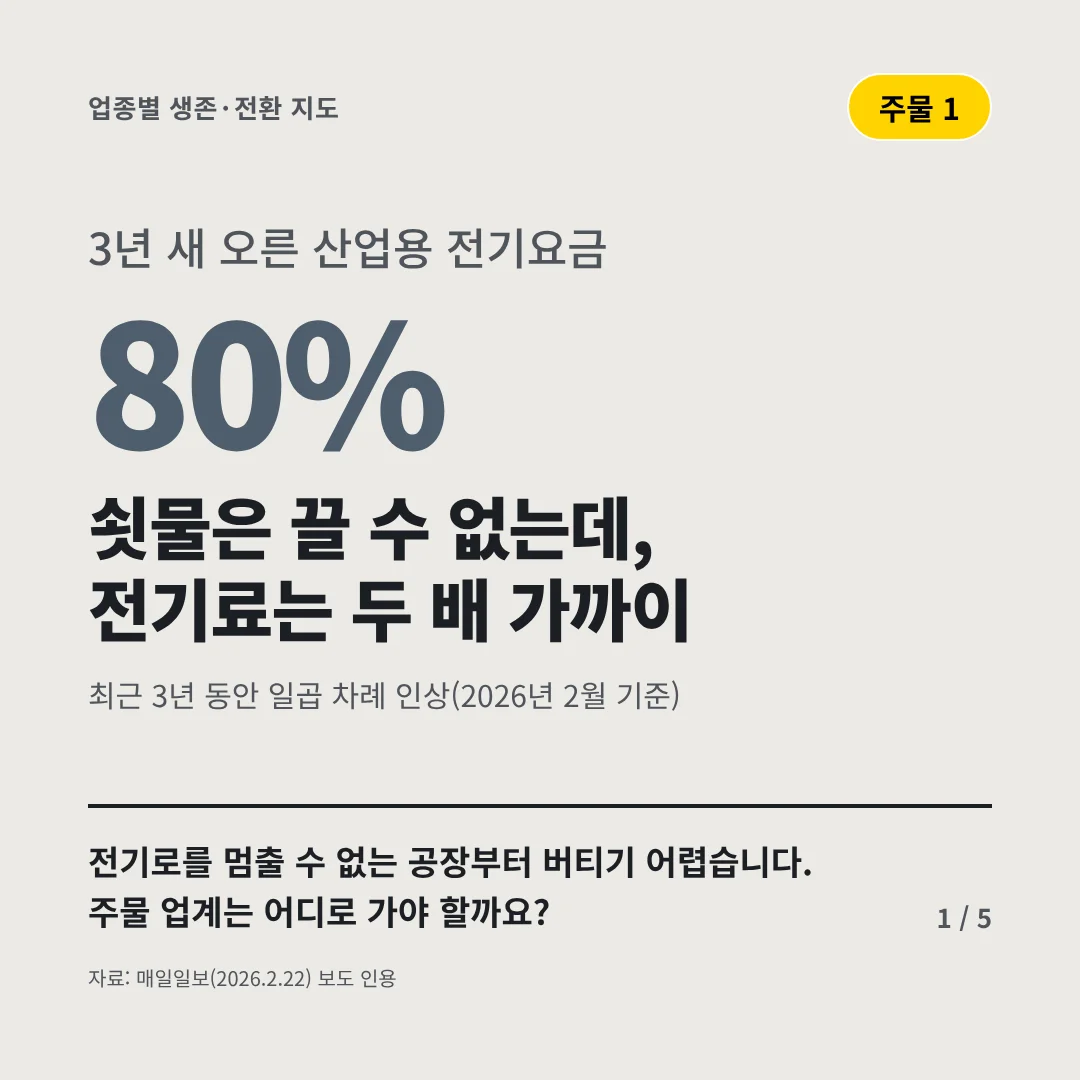 업종별 생존·전환 지도
주물 1
3년 새 오른 산업용 전기요금
80%
쇳물은 끌 수 없는데,
전기료는 두 배 가까이
최근 3년 동안 일곱 차례 인상(2026년 2월 기준)
전기로를 멈출 수 없는 공장부터 버티기 어렵습니다.
주물 업계는 어디로 가야 할까요?
1 / 5
자료: 매일일보(2026.2.22) 보도 인용